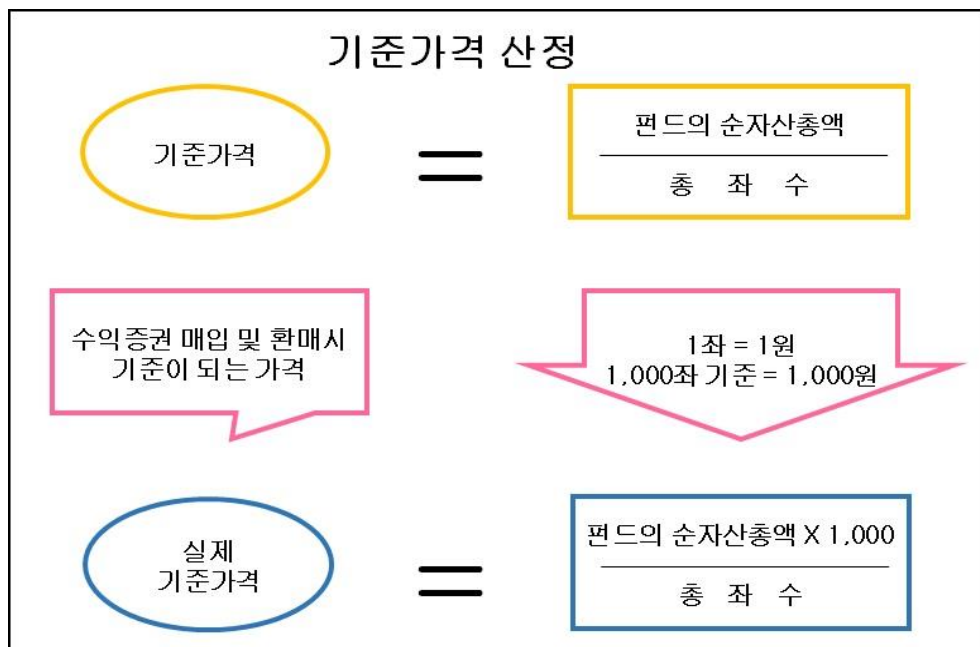 기준가격 산정
기준가격
=
펀드의 순자산총액
총 좌 수
수익증권 매입 및 환매시
기준이 되는 가격
1좌 = 1원
1,000좌 기준 = 1,000원
실제
기준가격
=
펀드의 순자산총액 X 1,000
총 좌 수